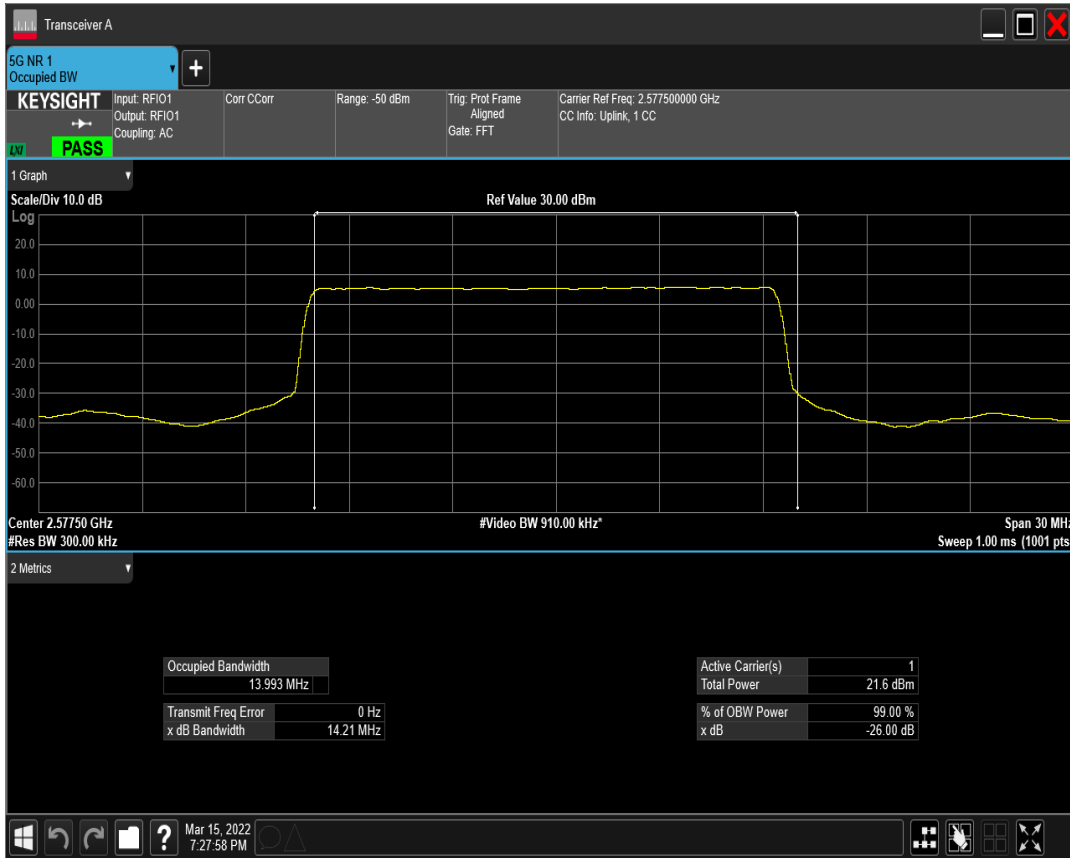 Transceiver A
5G NR 1
Occupied BW
+
KEYSIGHT
LXI
PASS
Input: RFIO1
Output: RFIO1
Coupling: AC
Corr CCorr
Range: -50 dBm
Trig: Prot Frame
Aligned
Gate: FFT
Carrier Ref Freq: 2.577500000 GHz
CC Info: Uplink, 1 CC
1 Graph
Scale/Div 10.0 dB
Ref Value 30.00 dBm
Log
20.0
10.0
0.00
-10.0
-20.0
-30.0
-40.0
-50.0
-60.0
Center 2.57750 GHz
#Video BW 910.00 kHz*
Span 30 MHz
#Res BW 300.00 kHz
Sweep 1.00 ms (1001 pts
2 Metrics
Occupied Bandwidth
13.993 MHz
Transmit Freq Error 0 Hz
x dB Bandwidth 14.21 MHz
Active Carrier(s) 1
Total Power 21.6 dBm
% of OBW Power 99.00 %
x dB -26.00 dB
?
Mar 15, 2022
7:27:58 PM